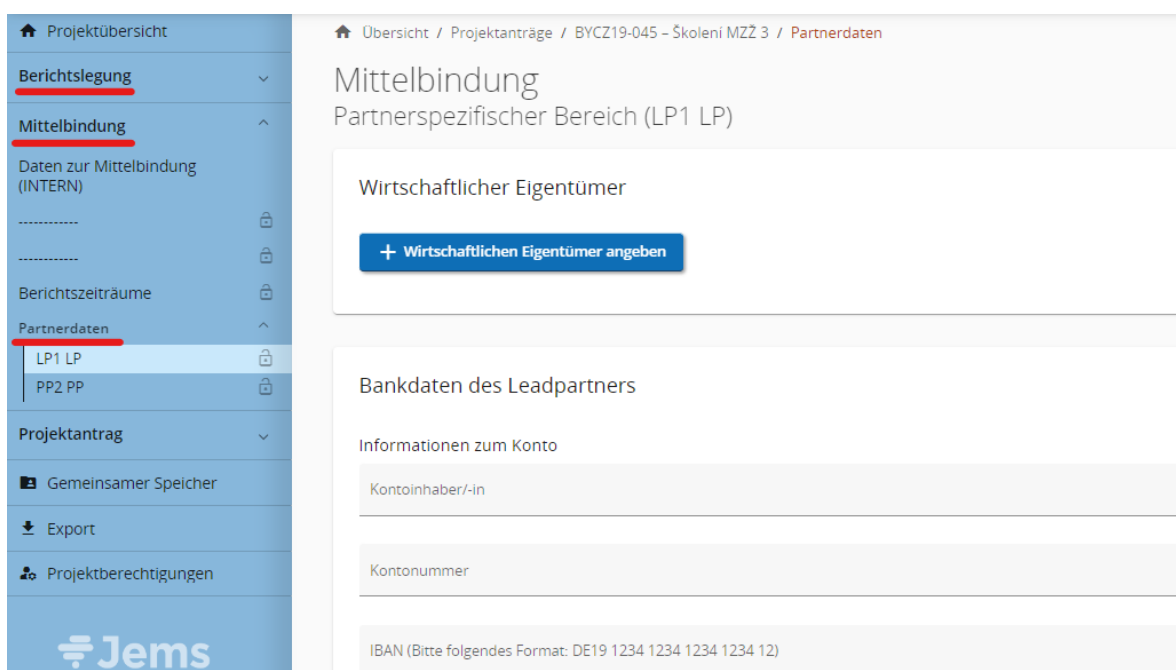 Projektübersicht
Berichtslegung
Mittelbindung
Daten zur Mittelbindung
(INTERN)
------------
------------
Berichtszeiträume
Partnerdaten
LP1 LP
PP2 PP
Projektantrag
Gemeinsamer Speicher
Export
Projektberechtigungen
Jems
Übersicht / Projektanträge / BYCZ19-045 – Školení MZŽ 3 / Partnerdaten
Mittelbindung
Partnerspezifischer Bereich (LP1 LP)
Wirtschaftlicher Eigentümer
+ Wirtschaftlichen Eigentümer angeben
Bankdaten des Leadpartners
Informationen zum Konto
Kontoinhaber/-in
Kontonummer
IBAN (Bitte folgendes Format: DE19 1234 1234 1234 1234 12)